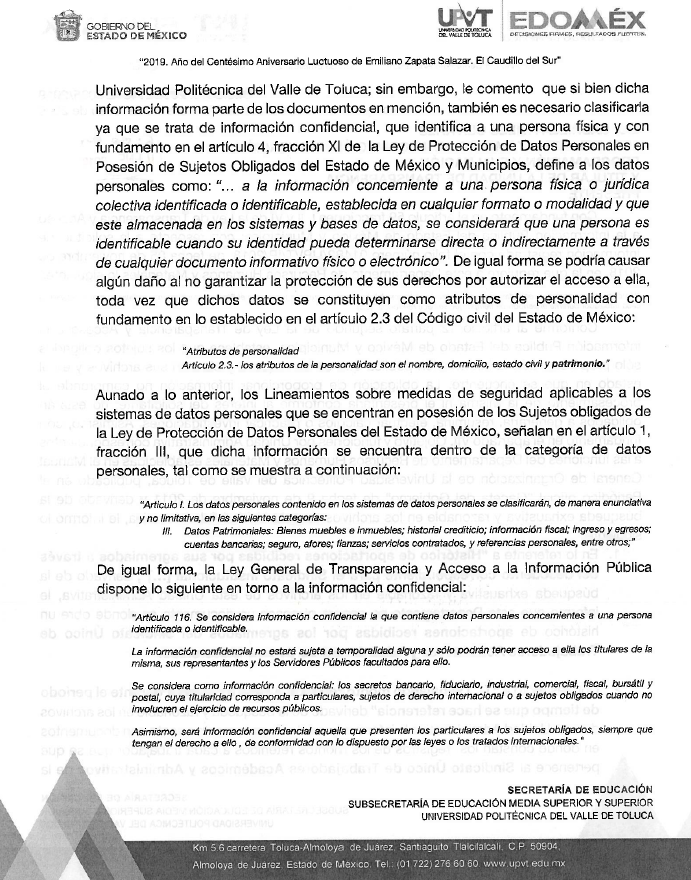 GOBIERNO DEL
ESTADO DE MÉXICO
UPVT
UNIVERSIDAD POLITÉCNICA
DEL VALLE DE TOLUCA
EDOMÉX
DECISIONES FIRMES, RESULTADOS FUERTES.
"2019. Año del Centésimo Aniversario Luctuoso de Emiliano Zapata Salazar. El Caudillo del Sur"
Universidad Politécnica del Valle de Toluca; sin embargo, le comento que si bien dicha
información forma parte de los documentos en mención, también es necesario clasificarla
ya que se trata de información confidencial, que identifica a una persona física y con
fundamento en el artículo 4, fracción XI de la Ley de Protección de Datos Personales en
Posesión de Sujetos Obligados del Estado de México y Municipios, define a los datos
personales como: "... a la información concerniente a una persona física o jurídica
colectiva identificada o identificable, establecida en cualquier formato o modalidad y que
este almacenada en los sistemas y bases de datos, se considerará que una persona es
identificable cuando su identidad pueda determinarse directa o indirectamente a través
de cualquier documento informativo físico o electrónico". De igual forma se podría causar
algún daño al no garantizar la protección de sus derechos por autorizar el acceso a ella,
toda vez que dichos datos se constituyen como atributos de personalidad con
fundamento en lo establecido en el artículo 2.3 del Código civil del Estado de México:
"Atributos de personalidad
Artículo 2.3.- los atributos de la personalidad son el nombre, domicilio, estado civil y patrimonio."
Aunado a lo anterior, los Lineamientos sobre medidas de seguridad aplicables a los
sistemas de datos personales que se encentran en posesión de los Sujetos obligados de
la Ley de Protección de Datos Personales del Estado de México, señalan en el artículo 1,
fracción III, que dicha información se encuentra dentro de la categoría de datos
personales, tal como se muestra a continuación:
"Artículo I. Los datos personales contenido en los sistemas de datos personales se clasificarán, de manera enunciativa
y no limitativa, en las siguientes categorías:
III. Datos Patrimoniales: Bienes muebles e inmuebles; historial crediticio; información fiscal; ingreso y egresos;
cuentas bancarias; seguro, afores; fianzas; servicios contratados, y referencias personales, entre otros;"
De igual forma, la Ley General de Transparencia y Acceso a la Información Pública
dispone lo siguiente en torno a la información confidencial:
"Artículo 116. Se considera información confidencial la que contiene datos personales concernientes a una persona
identificada o identificable.
La información confidencial no estará sujeta a temporalidad alguna y sólo podrán tener acceso a ella los titulares de la
misma, sus representantes y los Servidores Públicos facultados para ello.
Se considera como información confidencial: los secretos bancario, fiduciario, industrial, comercial, fiscal, bursátil y
postal, cuya titularidad corresponda a particulares, sujetos de derecho internacional o a sujetos obligados cuando no
involucren el ejercicio de recursos públicos.
Asimismo, será información confidencial aquella que presenten los particulares a los sujetos obligados, siempre que
tengan el derecho a ello , de conformidad con lo dispuesto por las leyes o los tratados internacionales."
SECRETARÍA DE EDUCACIÓN
SUBSECRETARÍA DE EDUCACIÓN MEDIA SUPERIOR Y SUPERIOR
UNIVERSIDAD POLITÉCNICA DEL VALLE DE TOLUCA
Km 5.6 carretera Toluca-Almoloya de Juárez, Santiaguito Tlalcilalcali, C.P. 50904,
Almoloya de Juárez, Estado de México. Tel.: (01 722) 276 60 60 www.upvt.edu.mx